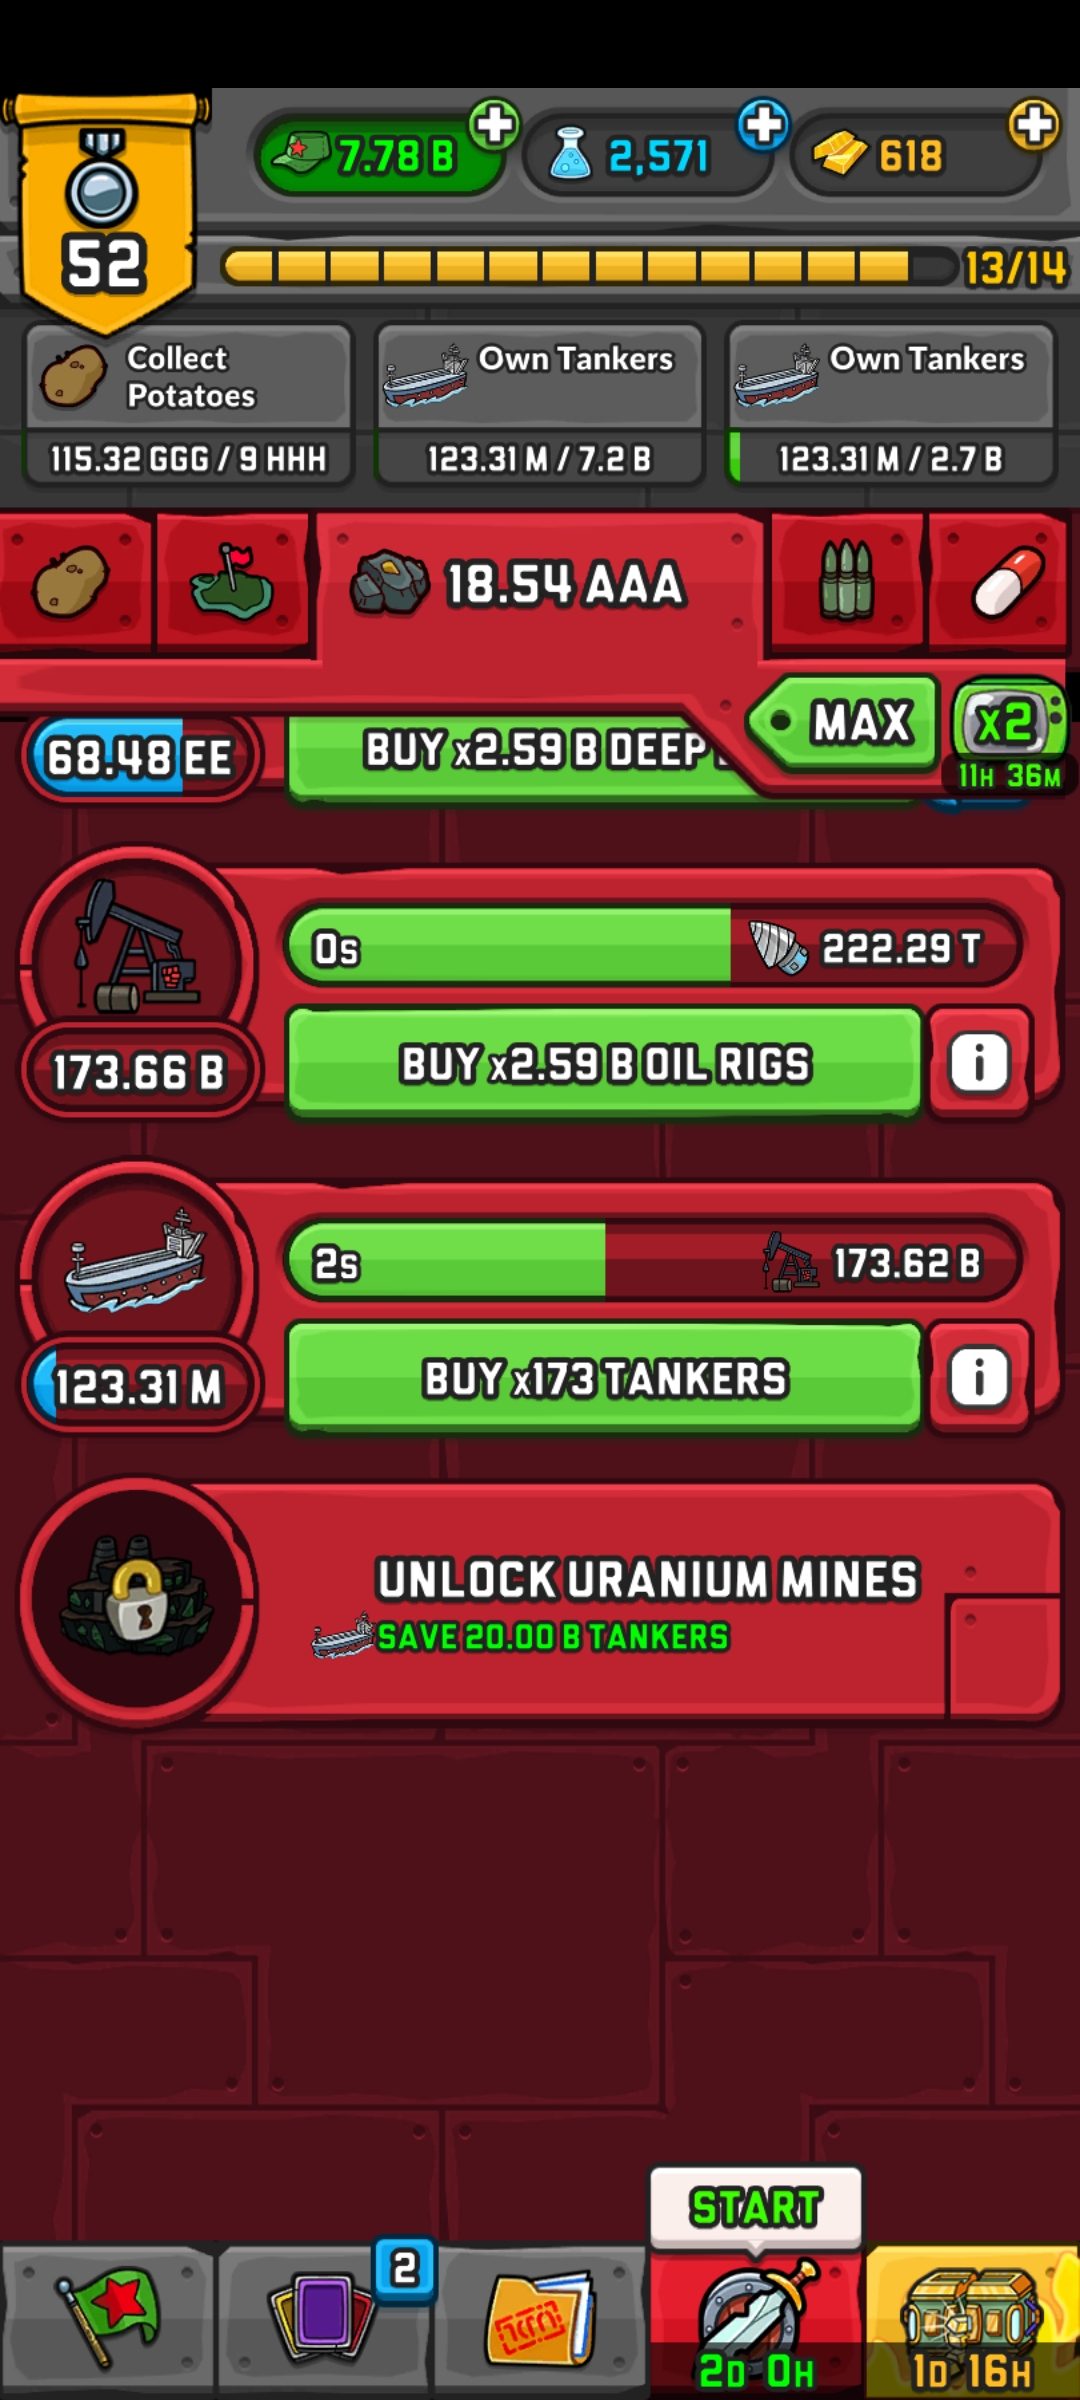 7.78 B
2,571
618
52
13/14
Collect
Potatoes
115.32 GGG / 9 HHH
Own Tankers
123.31 M / 7.2 B
Own Tankers
123.31 M / 2.7 B
18.54 AAA
MAX
x2
11H 36M
68.48 EE
BUY x2.59 B DEEP
0s
222.29 T
173.66 B
BUY x2.59 B OIL RIGS
i
2s
173.62 B
123.31 M
BUY x173 TANKERS
i
UNLOCK URANIUM MINES
SAVE 20.00 B TANKERS
START
2
2D 0H
1D 16H